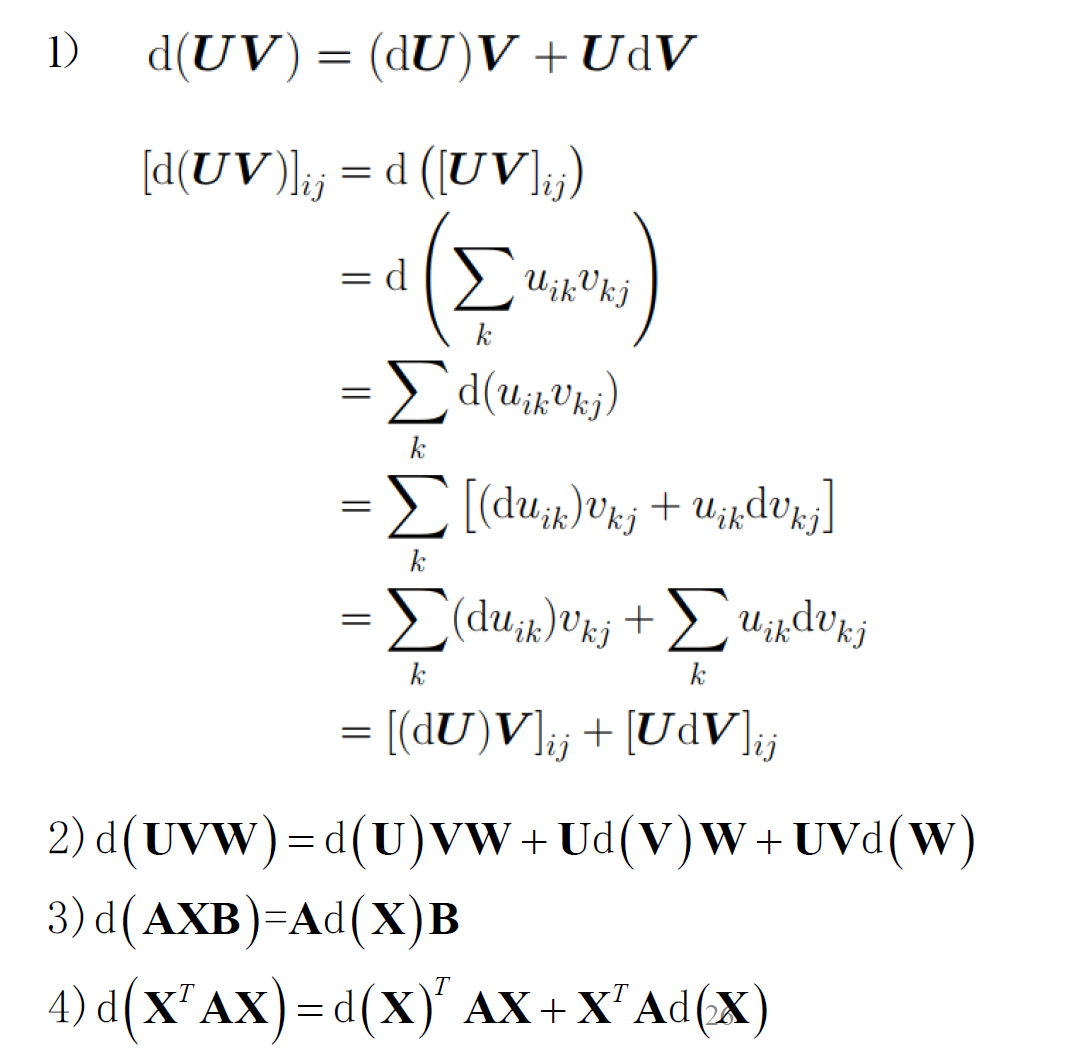 1) d(UV) = (dU)V + UdV
[d(UV)]_{ij} = d ([UV]_{ij})
= d (∑_k u_{ik}v_{kj})
= ∑_k d(u_{ik}v_{kj})
= ∑_k [(du_{ik})v_{kj} + u_{ik}dv_{kj}]
= ∑_k (du_{ik})v_{kj} + ∑_k u_{ik}dv_{kj}
= [(dU)V]_{ij} + [UdV]_{ij}
2) d(UVW) = d(U)VW + Ud(V)W + UVd(W)
3) d(AXB)=Ad(X)B
4) d(X^T AX) = d(X)^T AX + X^T Ad(X)
26